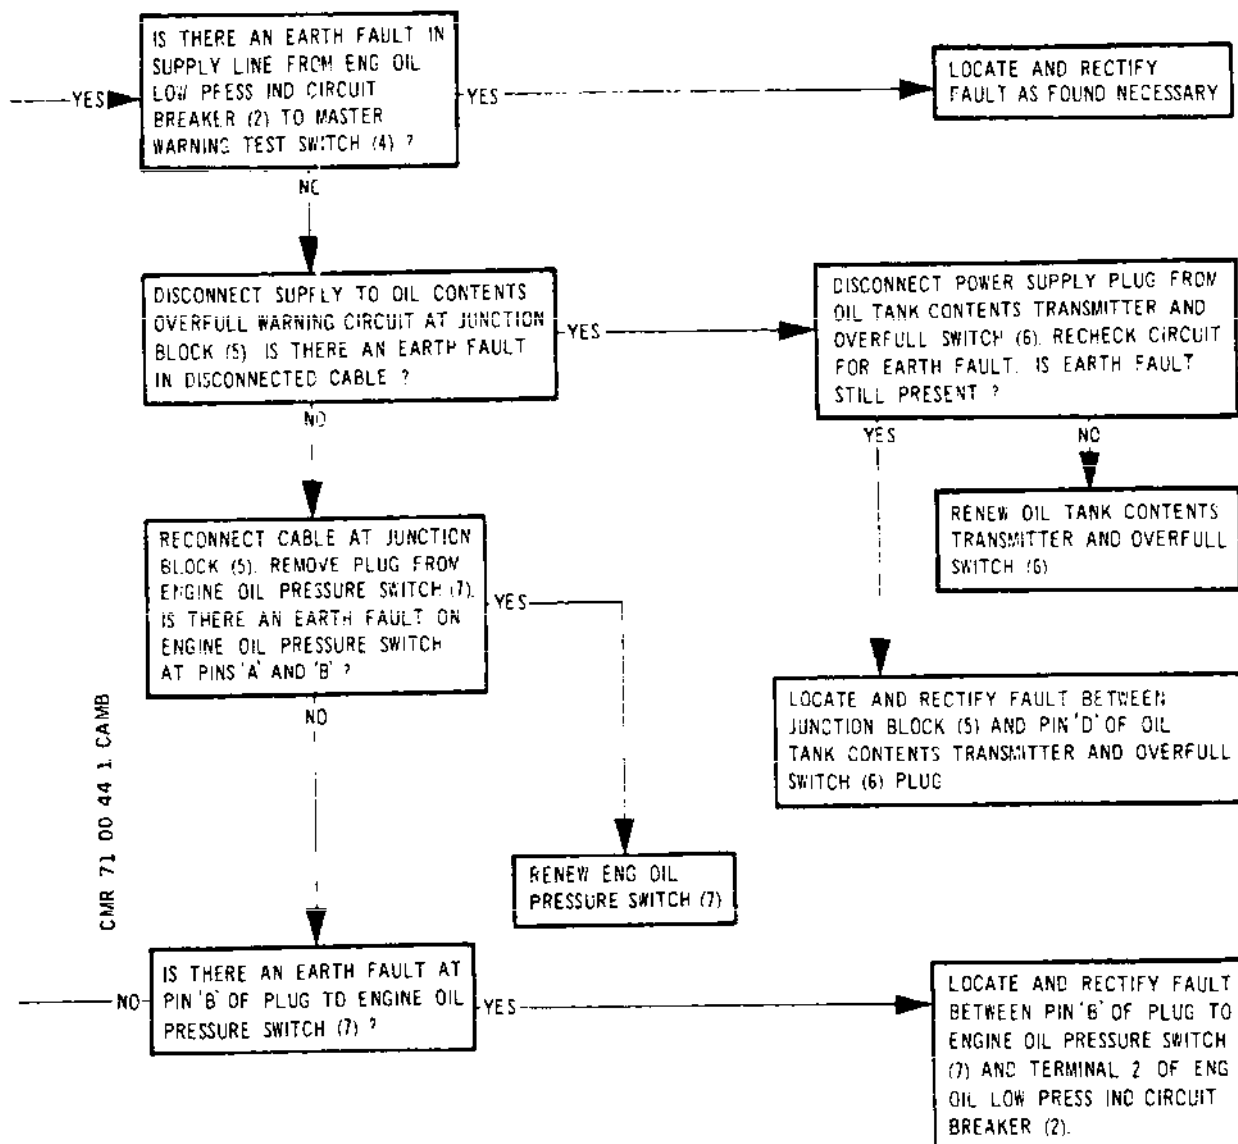 IS THERE AN EARTH FAULT IN
SUPPLY LINE FROM ENG OIL
LOW PRESS IND CIRCUIT
BREAKER (2) TO MASTER
WARNING TEST SWITCH (4) ?
YES
YES
LOCATE AND RECTIFY
FAULT AS FOUND NECESSARY
NO
DISCONNECT SUPPLY TO OIL CONTENTS
OVERFULL WARNING CIRCUIT AT JUNCTION
BLOCK (5). IS THERE AN EARTH FAULT
IN DISCONNECTED CABLE ?
YES
DISCONNECT POWER SUPPLY PLUG FROM
OIL TANK CONTENTS TRANSMITTER AND
OVERFULL SWITCH (6). RECHECK CIRCUIT
FOR EARTH FAULT. IS EARTH FAULT
STILL PRESENT ?
NO
YES
NO
RENEW OIL TANK CONTENTS
TRANSMITTER AND OVERFULL
SWITCH (6)
RECONNECT CABLE AT JUNCTION
BLOCK (5). REMOVE PLUG FROM
ENGINE OIL PRESSURE SWITCH (7).
IS THERE AN EARTH FAULT ON
ENGINE OIL PRESSURE SWITCH
AT PINS 'A' AND 'B' ?
YES
NO
LOCATE AND RECTIFY FAULT BETWEEN
JUNCTION BLOCK (5) AND PIN 'D' OF OIL
TANK CONTENTS TRANSMITTER AND OVERFULL
SWITCH (6) PLUG
CMR 71 00 44 1 CAMB
RENEW ENG OIL
PRESSURE SWITCH (7)
NO
IS THERE AN EARTH FAULT AT
PIN 'B' OF PLUG TO ENGINE OIL
PRESSURE SWITCH (7) ?
YES
LOCATE AND RECTIFY FAULT
BETWEEN PIN 'B' OF PLUG TO
ENGINE OIL PRESSURE SWITCH
(7) AND TERMINAL 2 OF ENG
OIL LOW PRESS IND CIRCUIT
BREAKER (2).